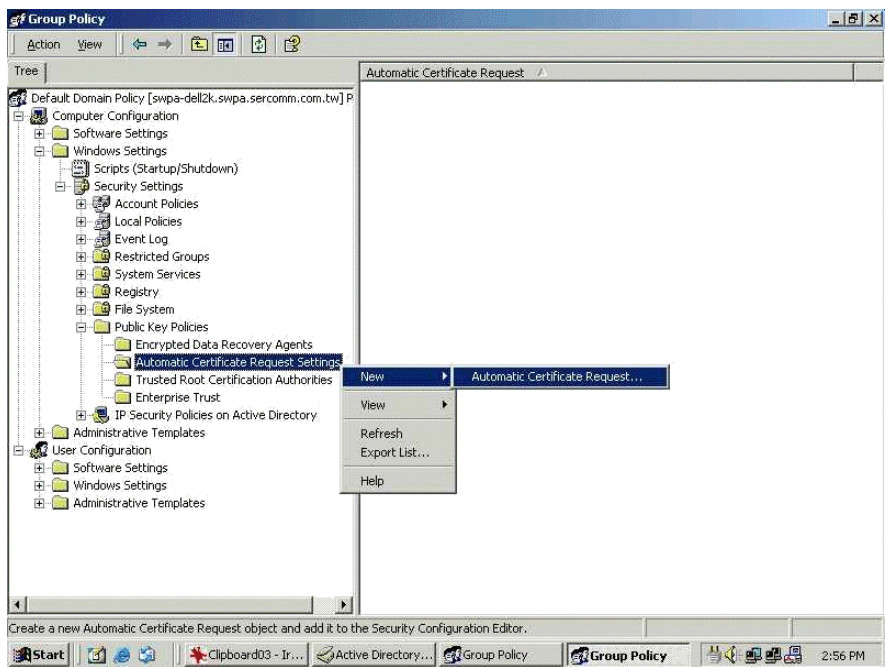 Group Policy
Action View
Tree
Automatic Certificate Request
Default Domain Policy [swpa-dell2k.swpa.sercomm.com.tw] P
Computer Configuration
Software Settings
Windows Settings
Scripts (Startup/Shutdown)
Security Settings
Account Policies
Local Policies
Event Log
Restricted Groups
System Services
Registry
File System
Public Key Policies
Encrypted Data Recovery Agents
Automatic Certificate Request Settings
Trusted Root Certification Authorities
Enterprise Trust
IP Security Policies on Active Directory
Administrative Templates
User Configuration
Software Settings
Windows Settings
Administrative Templates
New
Automatic Certificate Request...
View
Refresh
Export List...
Help
Create a new Automatic Certificate Request object and add it to the Security Configuration Editor.
Start Clipboard03 - Ir... Active Directory... Group Policy Group Policy 2:56 PM